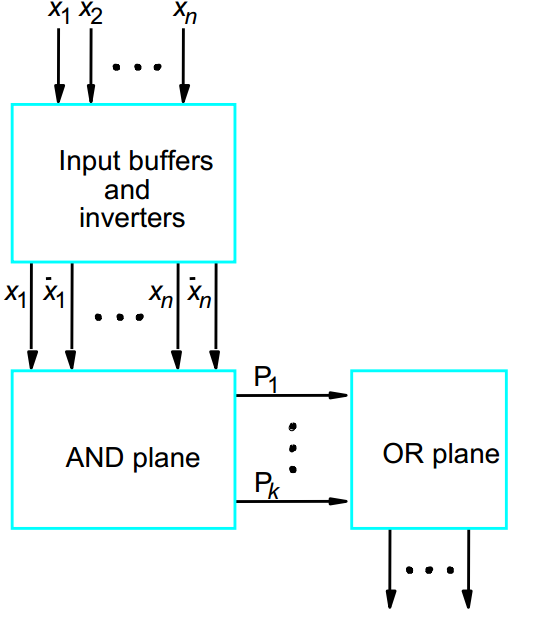 x1 x2 xn
Input buffers
and
inverters
x1 x̄1 xn x̄n
P1
AND plane
OR plane
Pk